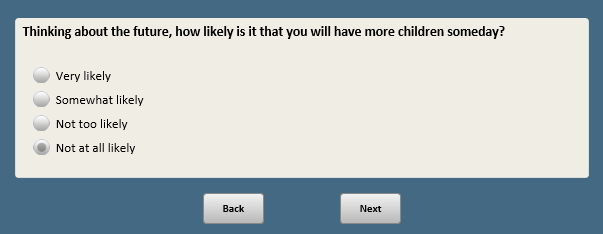 Thinking about the future, how likely is it that you will have more children someday?
Very likely
Somewhat likely
Not too likely
Not at all likely
Back Next